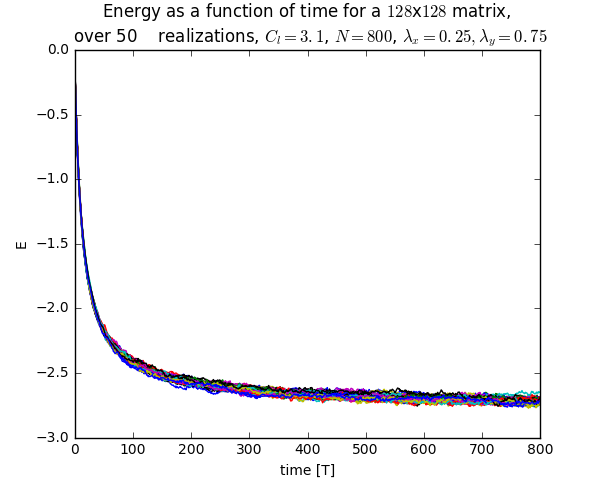 Energy as a function of time for a 128x128 matrix,
over 50 realizations, C_l = 3.1, N = 800, λ_x = 0.25, λ_y = 0.75
0.0
−0.5
−1.0
−1.5
−2.0
−2.5
−3.0
E
0 100 200 300 400 500 600 700 800
time [T]